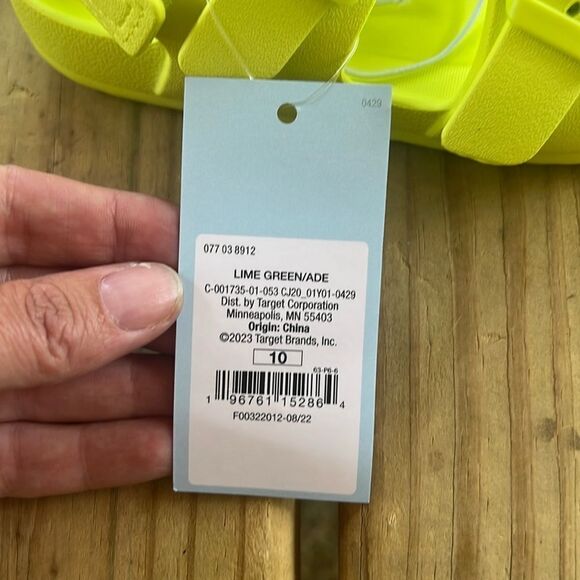 0429
077 03 8912
LIME GREEN/ADE
C-001735-01-053 CJ20_01Y01-0429
Dist. by Target Corporation
Minneapolis, MN 55403
Origin: China
©2023 Target Brands, Inc.
10
63-P6-6
1 96761 15286 4
F00322012-08/22